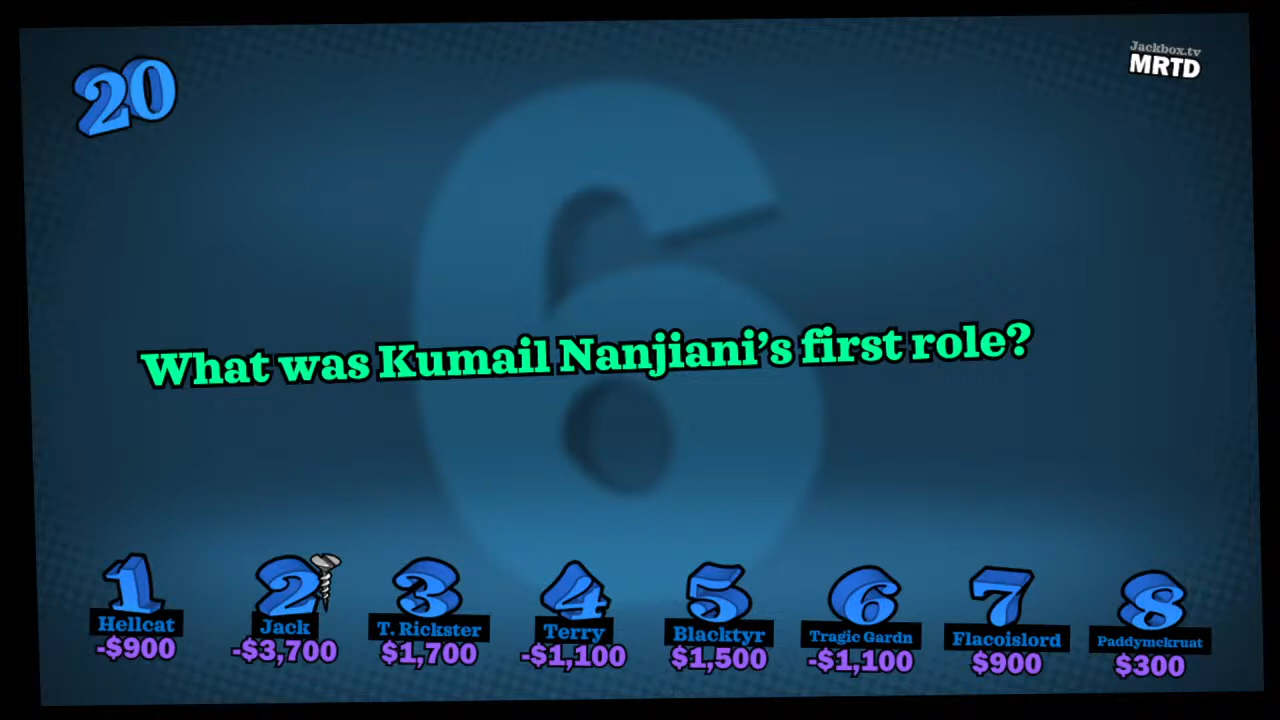 20
Jackbox.tv
MRTD
6
What was Kumail Nanjiani's first role?
1 2 3 4 5 6 7 8
Hellcat Jack T. Rickster Terry Blacktyr Tragic Gardn Flacoislord Paddymckruat
-$900 -$3,700 $1,700 -$1,100 $1,500 -$1,100 $900 $300